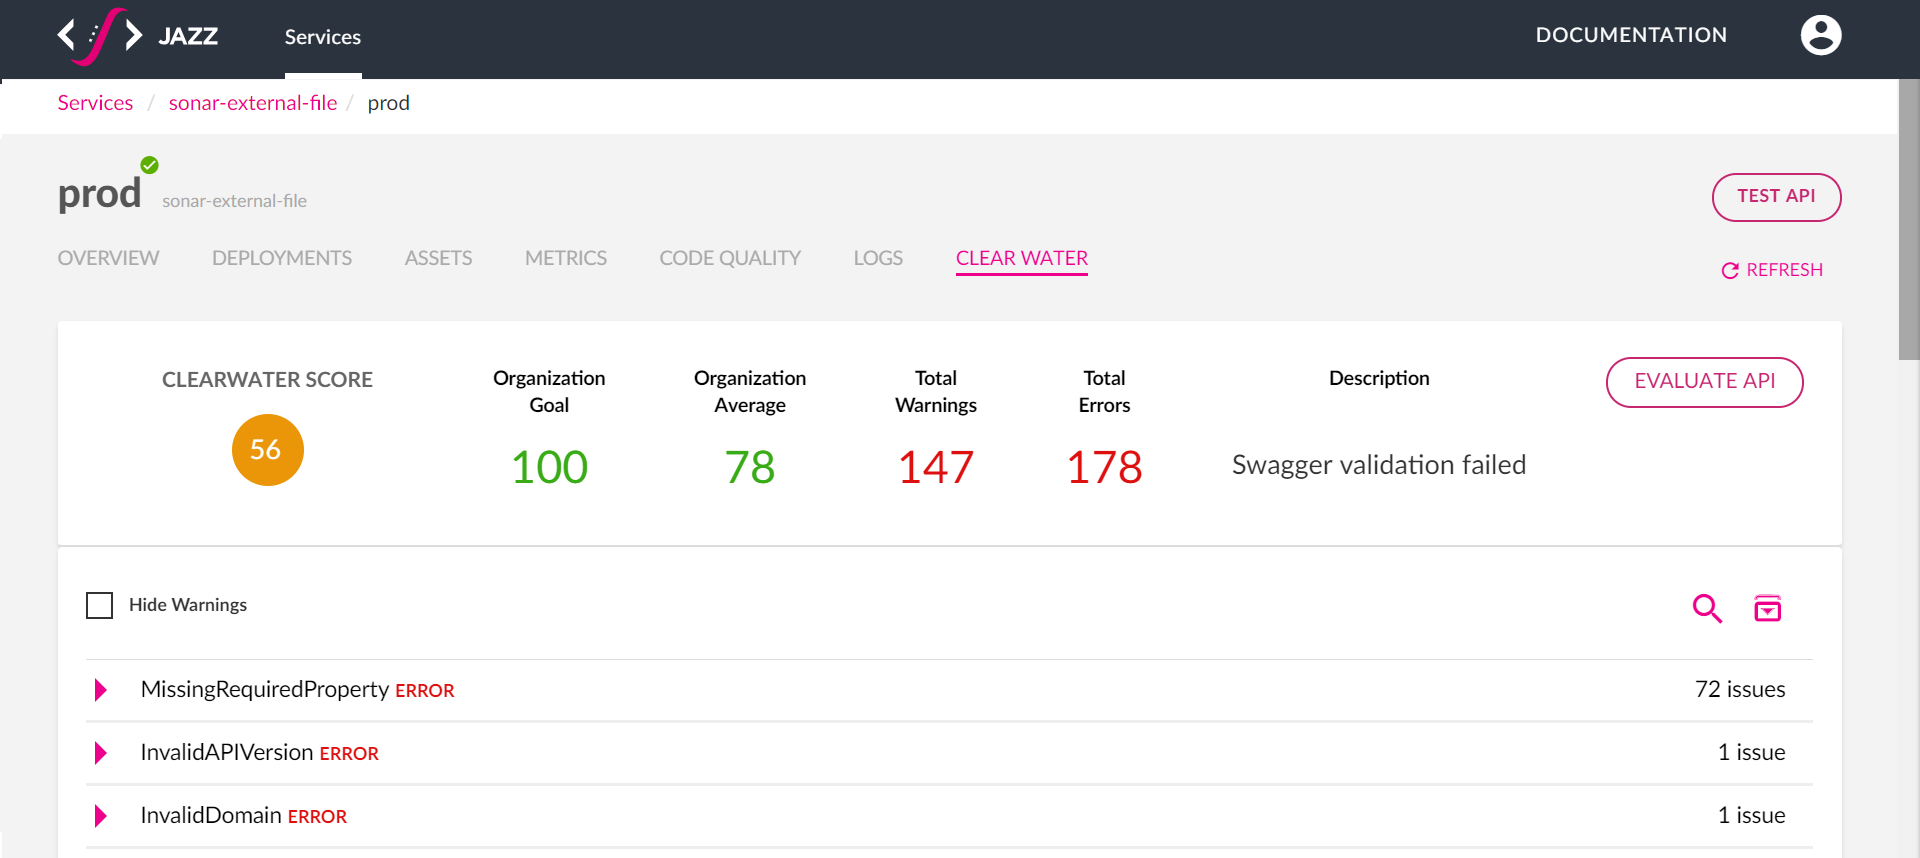 JAZZ
Services
DOCUMENTATION
Services / sonar-external-file / prod
prod sonar-external-file
TEST API
OVERVIEW DEPLOYMENTS ASSETS METRICS CODE QUALITY LOGS CLEAR WATER
REFRESH
CLEARWATER SCORE
56
Organization
Goal
100
Organization
Average
78
Total
Warnings
147
Total
Errors
178
Description
Swagger validation failed
EVALUATE API
Hide Warnings
MissingRequiredProperty ERROR 72 issues
InvalidAPIVersion ERROR 1 issue
InvalidDomain ERROR 1 issue